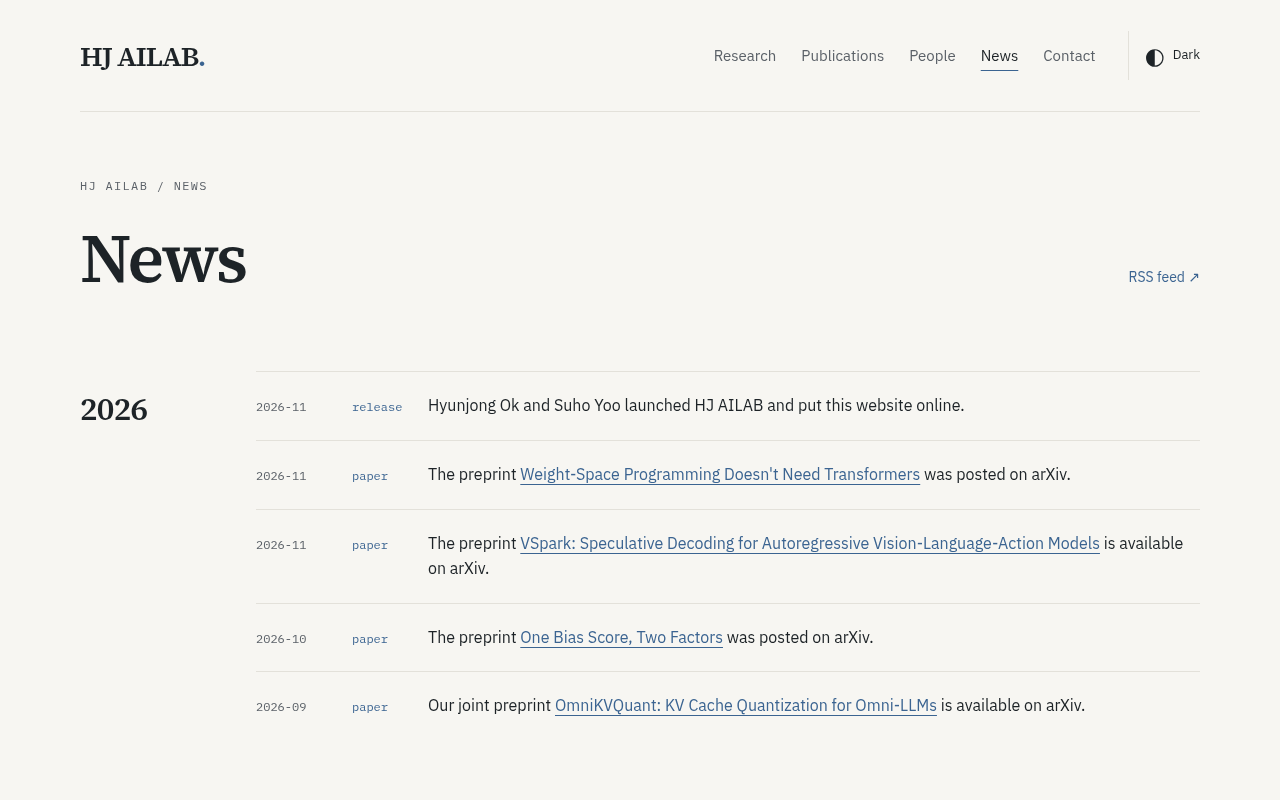 HJ AILAB.
Research Publications People News Contact Dark
HJ AILAB / NEWS
News
RSS feed ↗
2026
2026-11 release Hyunjong Ok and Suho Yoo launched HJ AILAB and put this website online.
2026-11 paper The preprint Weight-Space Programming Doesn't Need Transformers was posted on arXiv.
2026-11 paper The preprint VSpark: Speculative Decoding for Autoregressive Vision-Language-Action Models is available
on arXiv.
2026-10 paper The preprint One Bias Score, Two Factors was posted on arXiv.
2026-09 paper Our joint preprint OmniKVQuant: KV Cache Quantization for Omni-LLMs is available on arXiv.